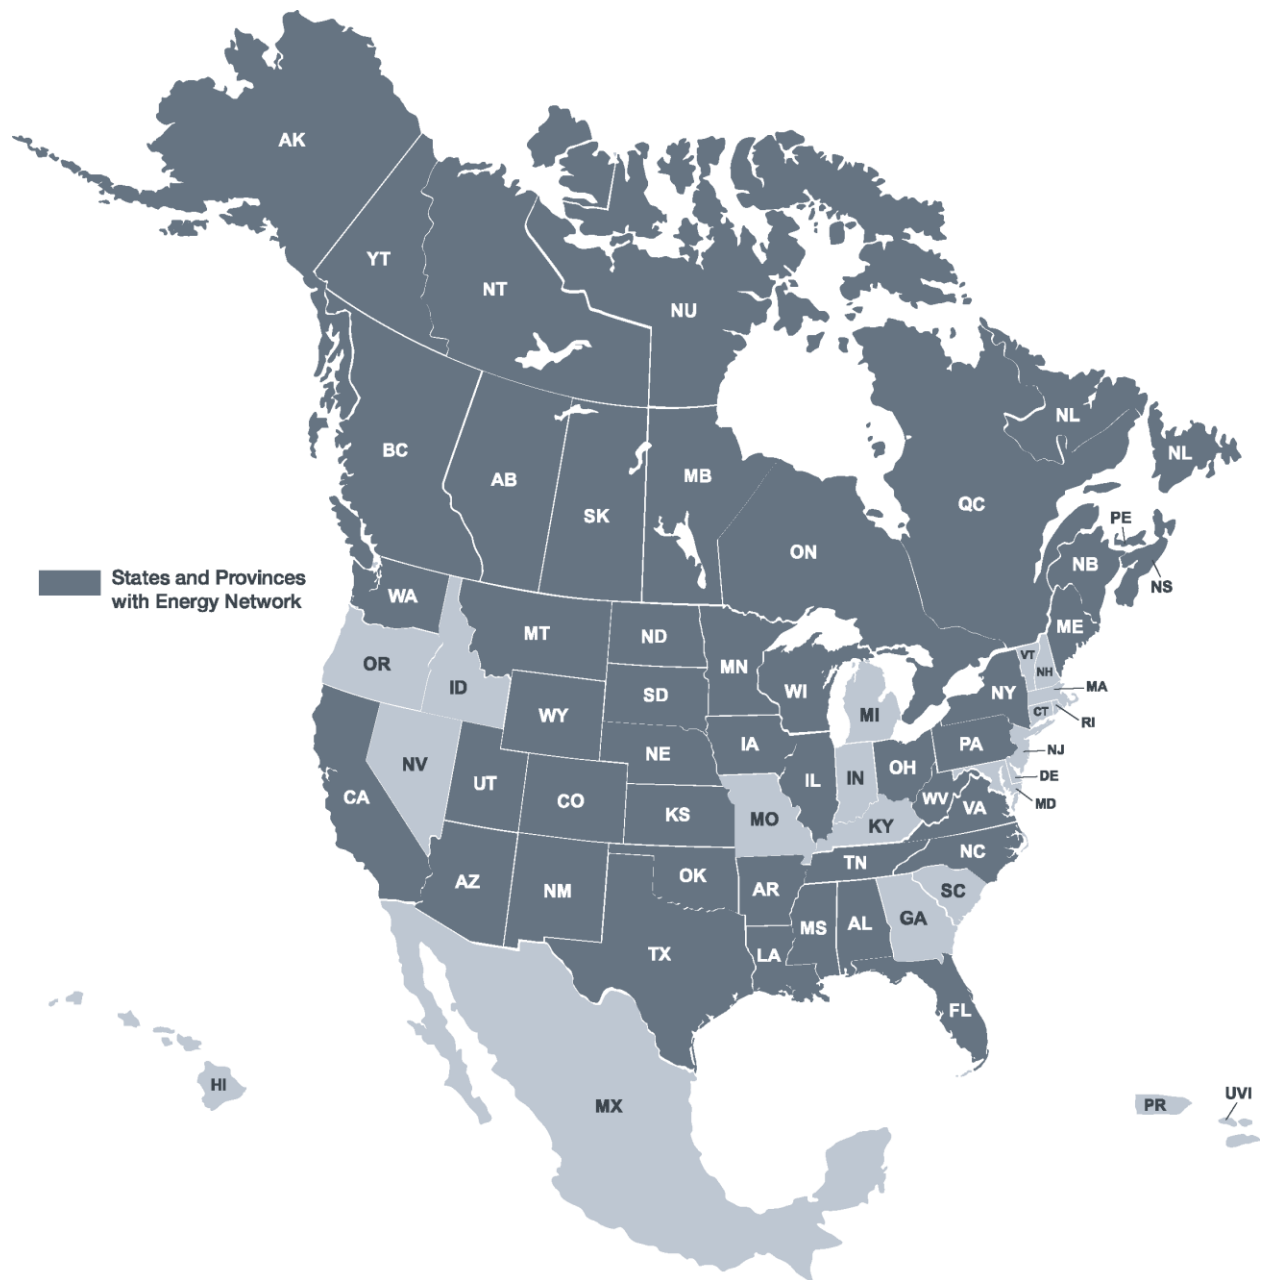 AK
YT
NT
NU
BC
AB
SK
MB
ON
QC
NL
NL
PE
NB
NS
States and Provinces
with Energy Network
WA
MT
ND
MN
WI
ME
VT
NH
OR
ID
WY
SD
MI
NY
MA
CT
RI
NV
UT
NE
IA
PA
NJ
CA
CO
KS
IL
IN
OH
DE
MD
MO
KY
WV
VA
AZ
NM
OK
AR
TN
NC
SC
TX
LA
MS
AL
GA
FL
HI
MX
PR
UVI